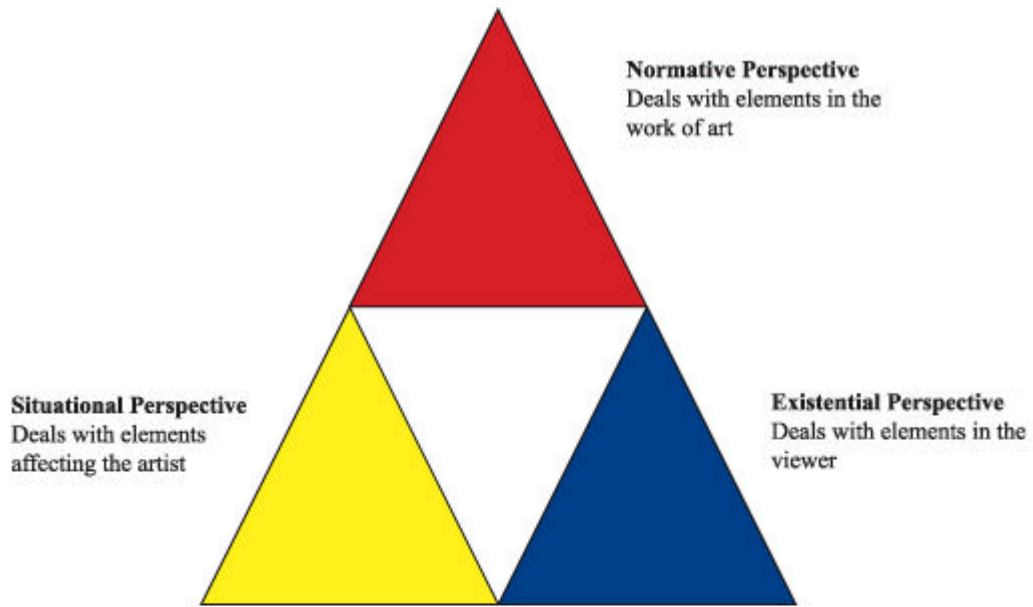 Normative Perspective
Deals with elements in the
work of art
Situational Perspective
Deals with elements
affecting the artist
Existential Perspective
Deals with elements in the
viewer